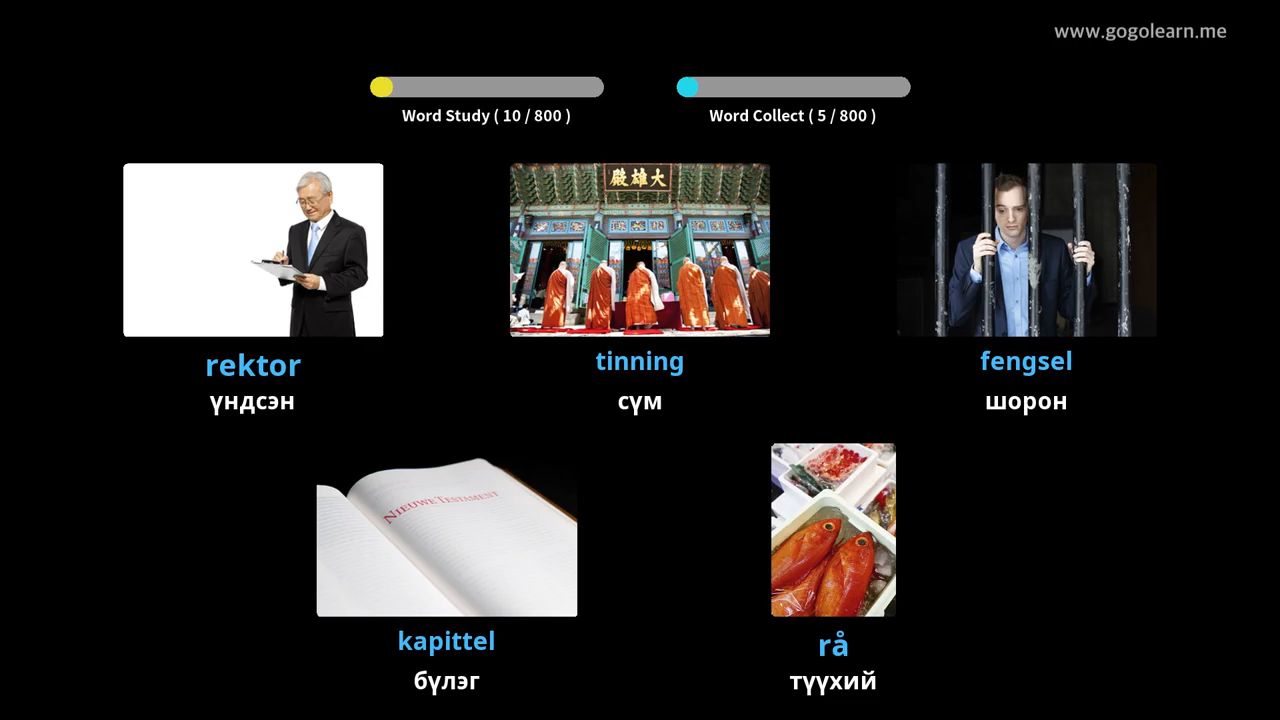 www.gogolearn.me
Word Study ( 10 / 800 )
Word Collect ( 5 / 800 )
殿雄大
rektor
tinning
fengsel
үндсэн
сүм
шорон
NIEUWE TESTAMENT
kapittel
rå
бүлэг
түүхий